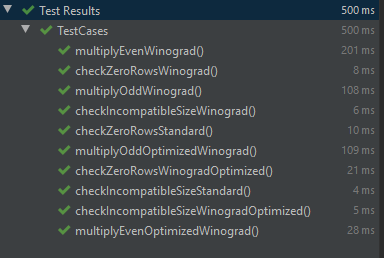 Test Results 500 ms
TestCases 500 ms
multiplyEvenWinograd() 201 ms
checkZeroRowsWinograd() 8 ms
multiplyOddWinograd() 108 ms
checkIncompatibleSizeWinograd() 6 ms
checkZeroRowsStandard() 10 ms
multiplyOddOptimizedWinograd() 109 ms
checkZeroRowsWinogradOptimized() 21 ms
checkIncompatibleSizeStandard() 4 ms
checkIncompatibleSizeWinogradOptimized() 5 ms
multiplyEvenOptimizedWinograd() 28 ms